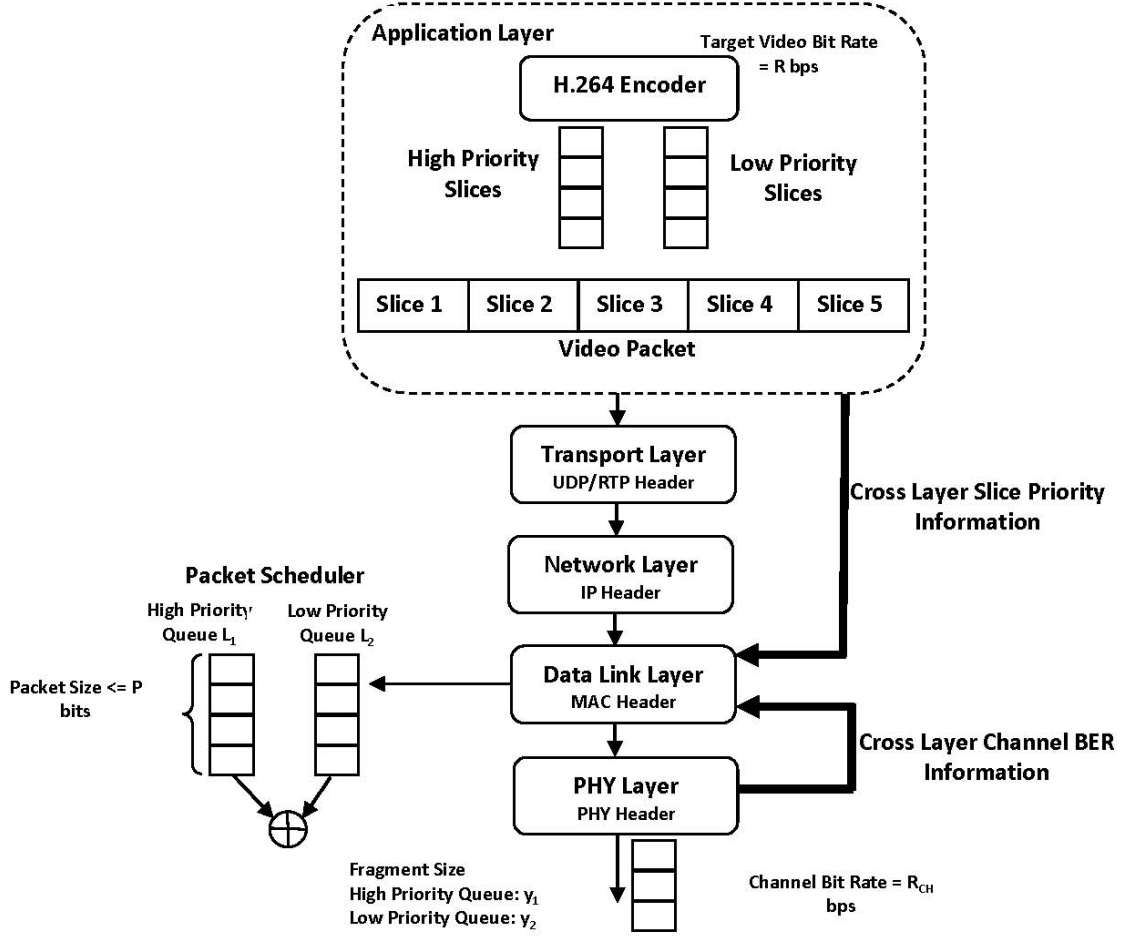 Application Layer
Target Video Bit Rate
= R bps
H.264 Encoder
High Priority
Slices
Low Priority
Slices
Slice 1 Slice 2 Slice 3 Slice 4 Slice 5
Video Packet
Transport Layer
UDP/RTP Header
Cross Layer Slice Priority
Information
Network Layer
IP Header
Packet Scheduler
High Priority
Queue L1
Low Priority
Queue L2
Packet Size <= P
bits
Data Link Layer
MAC Header
Cross Layer Channel BER
Information
PHY Layer
PHY Header
Fragment Size
High Priority Queue: y1
Low Priority Queue: y2
Channel Bit Rate = RCH
bps